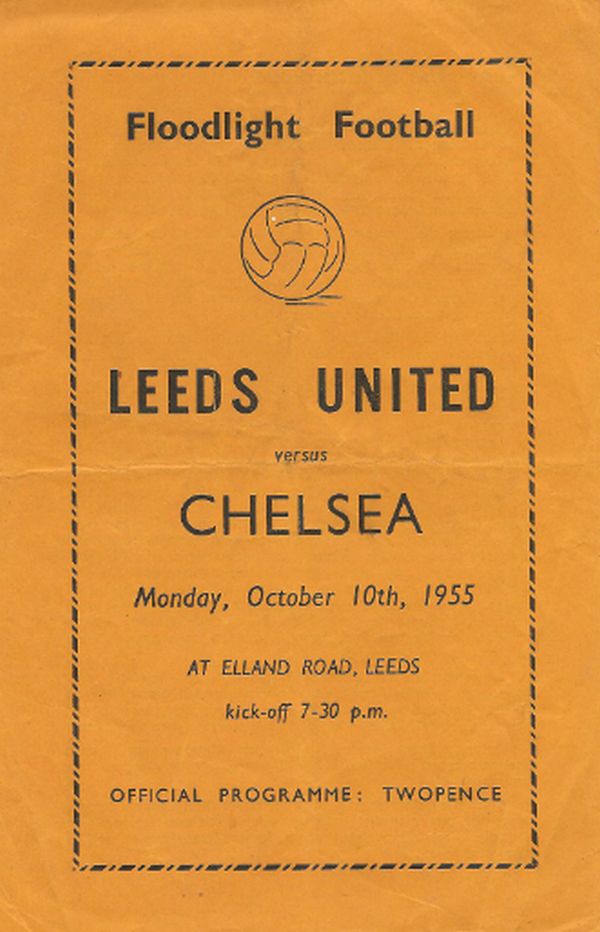 Floodlight Football
LEEDS UNITED
versus
CHELSEA
Monday, October 10th, 1955
AT ELLAND ROAD, LEEDS
kick-off 7-30 p.m.
OFFICIAL PROGRAMME: TWOPENCE